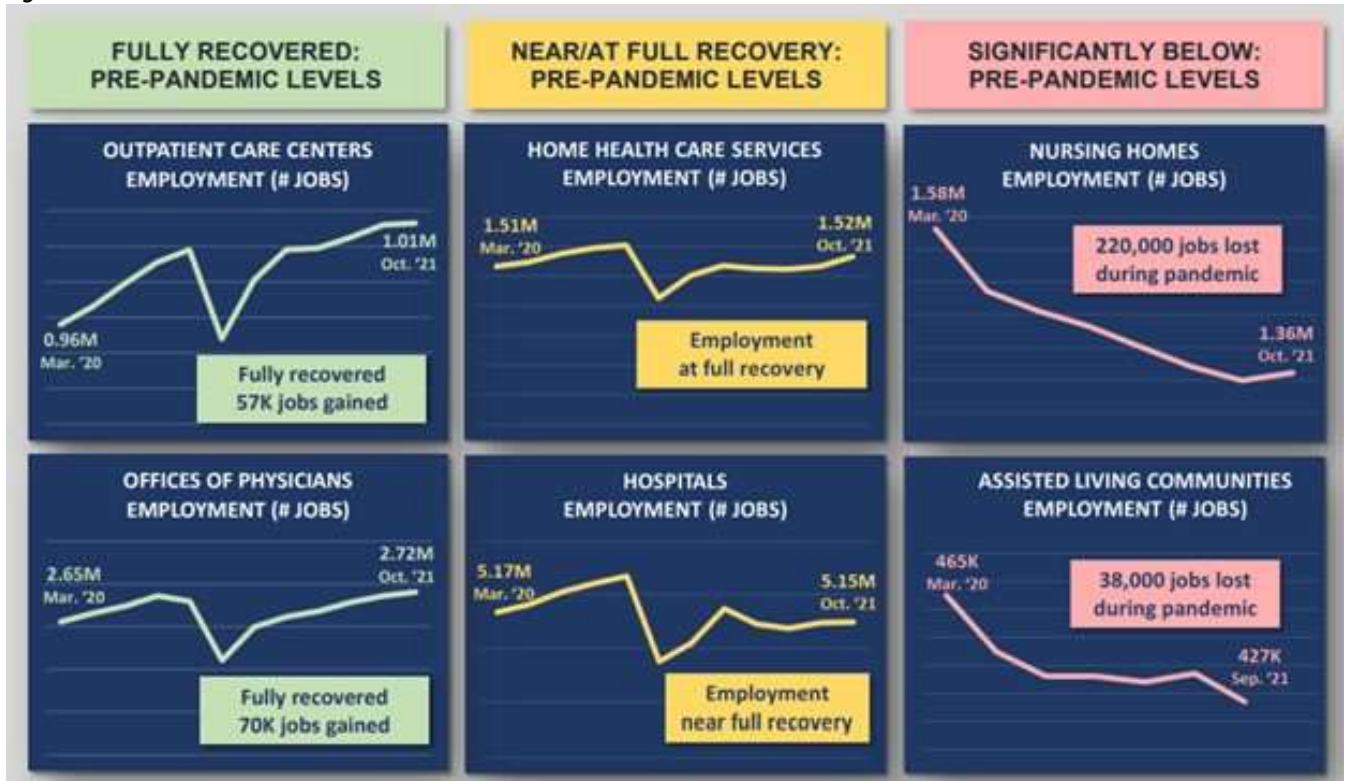 FULLY RECOVERED:
PRE-PANDEMIC LEVELS
NEAR/AT FULL RECOVERY:
PRE-PANDEMIC LEVELS
SIGNIFICANTLY BELOW:
PRE-PANDEMIC LEVELS
OUTPATIENT CARE CENTERS
EMPLOYMENT (# JOBS)
0.96M
Mar. '20
1.01M
Oct. '21
Fully recovered
57K jobs gained
HOME HEALTH CARE SERVICES
EMPLOYMENT (# JOBS)
1.51M
Mar. '20
1.52M
Oct. '21
Employment
at full recovery
NURSING HOMES
EMPLOYMENT (# JOBS)
1.58M
Mar. '20
220,000 jobs lost
during pandemic
1.36M
Oct. '21
OFFICES OF PHYSICIANS
EMPLOYMENT (# JOBS)
2.65M
Mar. '20
2.72M
Oct. '21
Fully recovered
70K jobs gained
HOSPITALS
EMPLOYMENT (# JOBS)
5.17M
Mar. '20
5.15M
Oct. '21
Employment
near full recovery
ASSISTED LIVING COMMUNITIES
EMPLOYMENT (# JOBS)
465K
Mar. '20
38,000 jobs lost
during pandemic
427K
Sep. '21